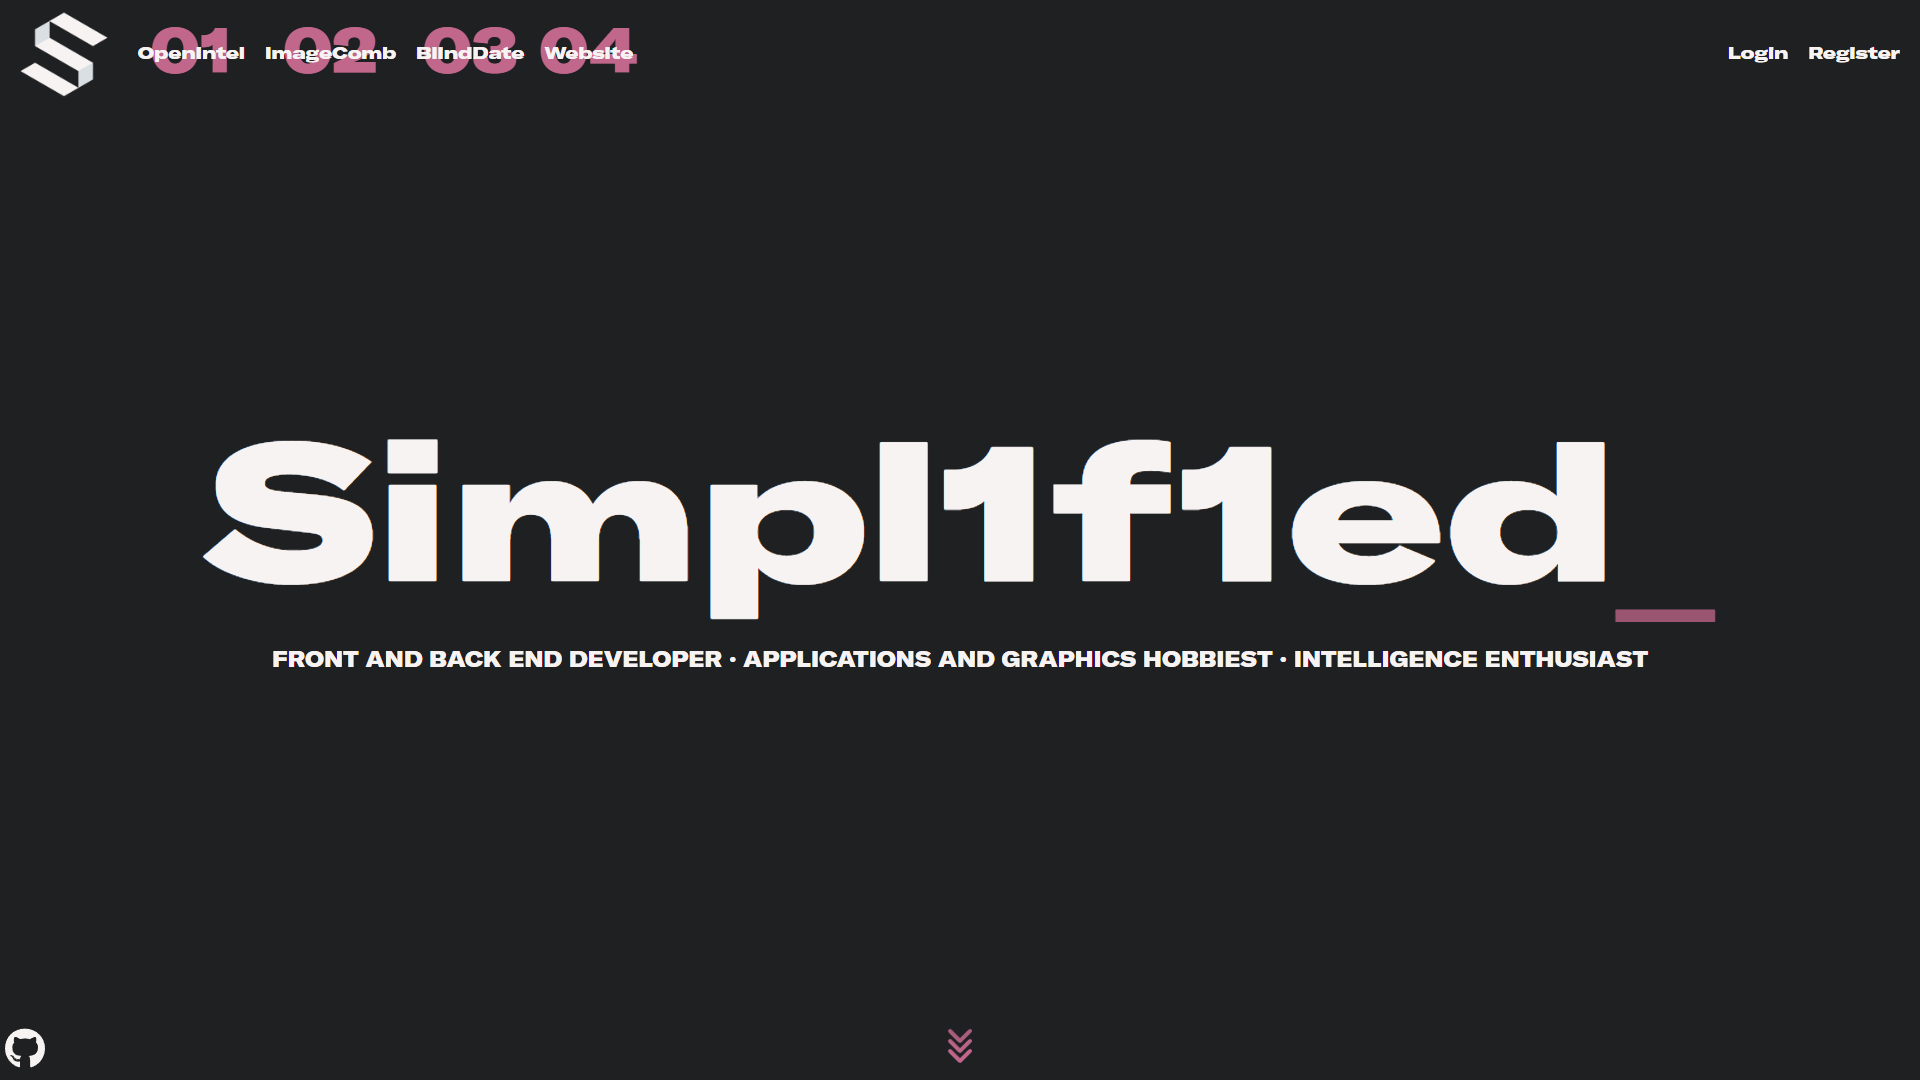 01 02 03 04
OpenIntel ImageComb BlindDate Website Login Register
Simpl1f1ed_
FRONT AND BACK END DEVELOPER · APPLICATIONS AND GRAPHICS HOBBIEST · INTELLIGENCE ENTHUSIAST